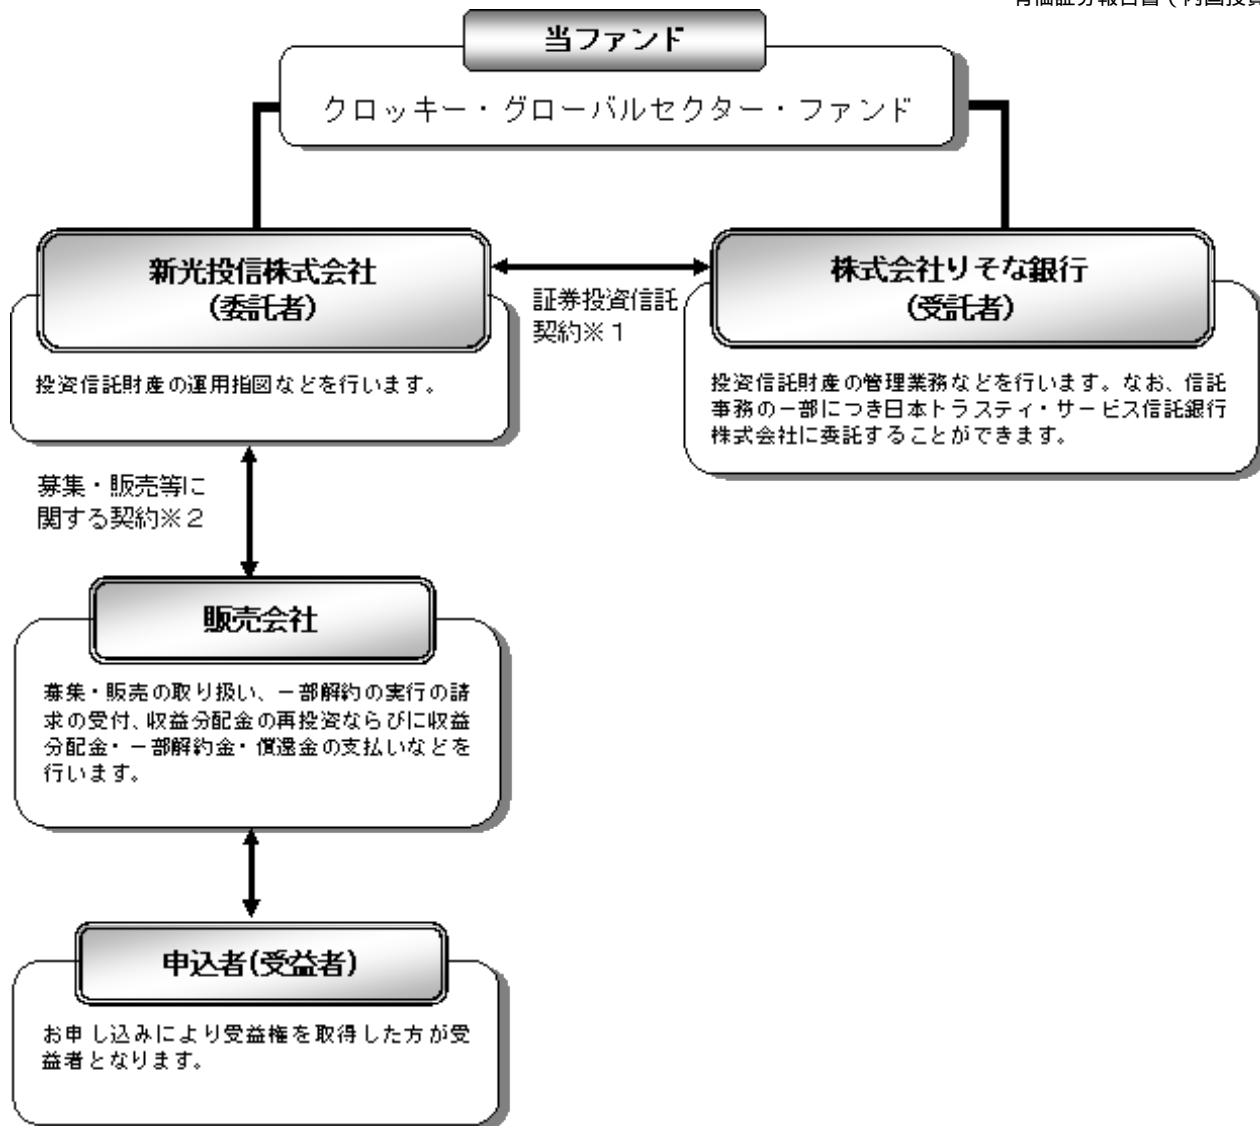 当ファンド
クロッキー・グローバルセクター・ファンド
新光投信株式会社
(委託者)
投資信託財産の運用指図などを行います。
証券投資信託
契約※１
株式会社りそな銀行
(受託者)
投資信託財産の管理業務などを行います。なお、信託
事務の一部につき日本トラスティ・サービス信託銀行
株式会社に委託することができます。
募集・販売等に
関する契約※２
販売会社
募集・販売の取り扱い、一部解約の実行の請
求の受付、収益分配金の再投資ならびに収益
分配金・一部解約金・償還金の支払いなどを
行います。
申込者(受益者)
お申し込みにより受益権を取得した方が受
益者となります。